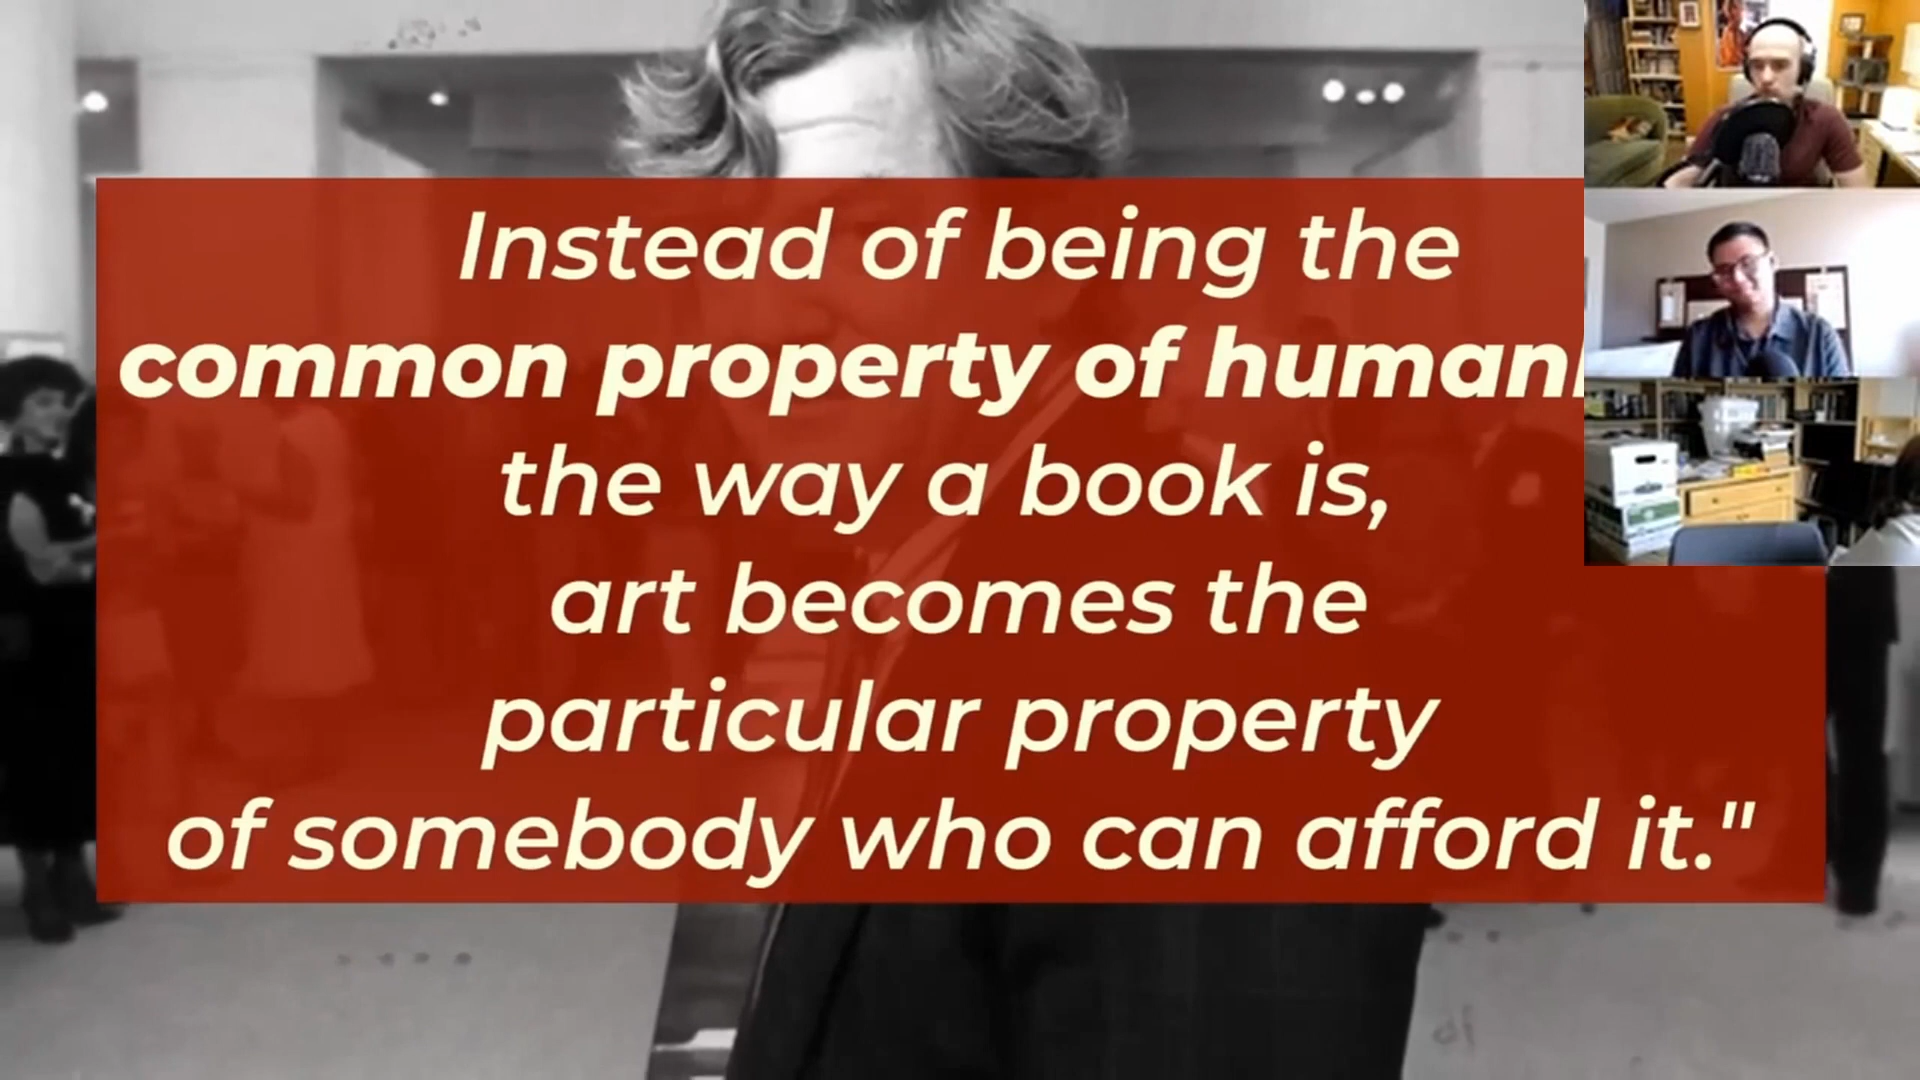 Instead of being the
common property of human
the way a book is,
art becomes the
particular property
of somebody who can afford it."